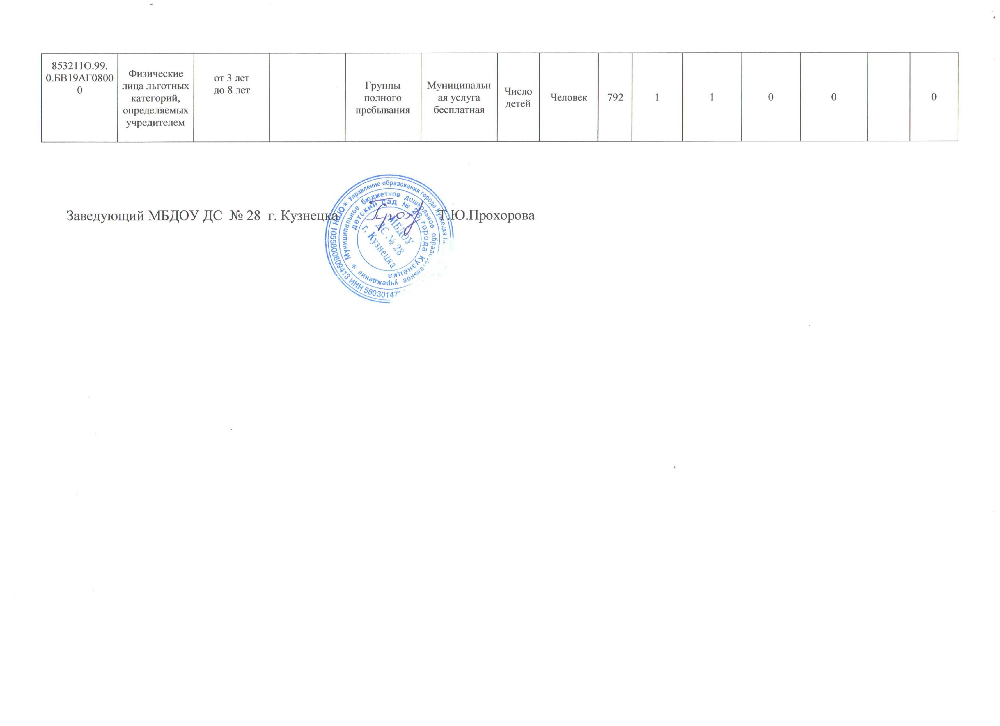 853211О.99.
0.БВ19АГ0800
0
Физические
лица льготных
категорий,
определяемых
учредителем
от 3 лет
до 8 лет
Группы
полного
пребывания
Муниципальн
ая услуга
бесплатная
Число
детей
Человек
792
1
1
0
0
0
Заведующий МБДОУ ДС № 28 г. Кузнецка
Т.Ю.Прохорова
Управление образования города Кузнецка
ОГРН 1055800609413 ИНН
Муниципальное бюджетное дошкольное учреждение
детский сад № 28 города Кузнецка
МБДОУ
ДС № 28
г. Кузнецка